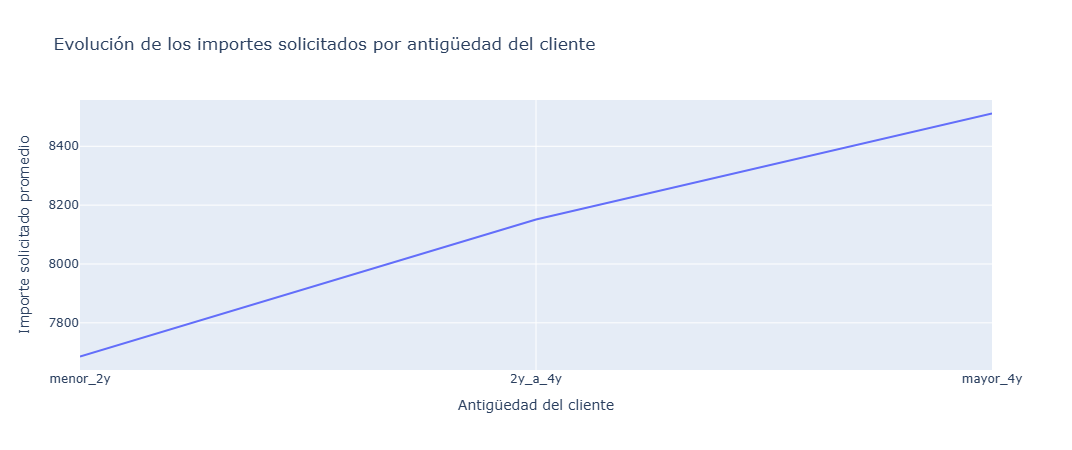 Evolución de los importes solicitados por antigüedad del cliente
Importe solicitado promedio
8400
8200
8000
7800
menor_2y
2y_a_4y
mayor_4y
Antigüedad del cliente